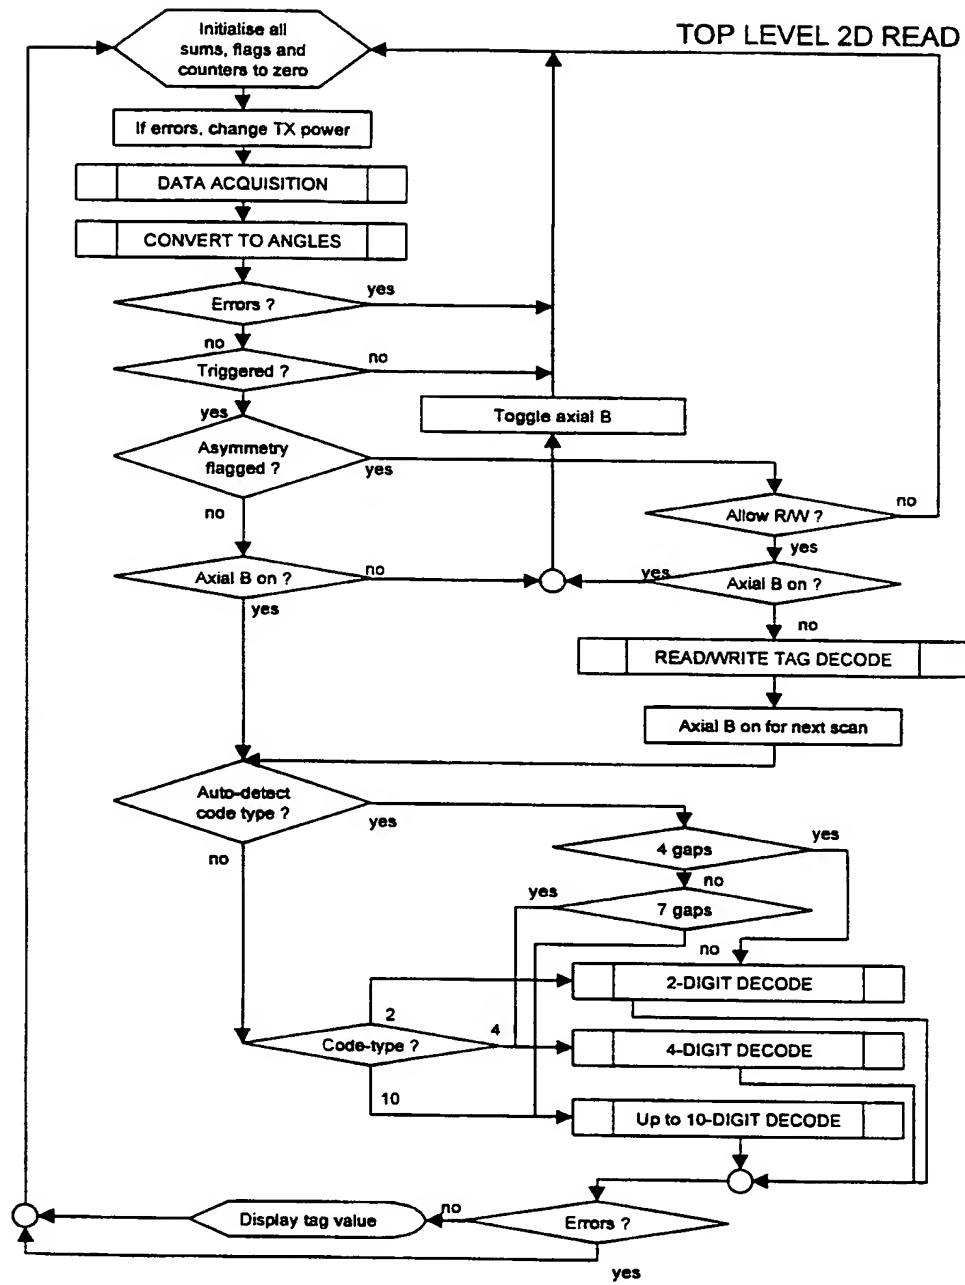 TOP LEVEL 2D READ
Initialise all
sums, flags and
counters to zero
If errors, change TX power
DATA ACQUISITION
CONVERT TO ANGLES
Errors ?
yes
no
Triggered ?
no
yes
Toggle axial B
Asymmetry
flagged ?
yes
no
Allow R/W ?
no
yes
Axial B on ?
no
yes
yes
Axial B on ?
no
READ/WRITE TAG DECODE
Axial B on for next scan
Auto-detect
code type ?
yes
no
4 gaps
yes
no
yes
7 gaps
no
2-DIGIT DECODE
2
4
Code-type ?
4-DIGIT DECODE
10
Up to 10-DIGIT DECODE
Display tag value
no
Errors ?
yes